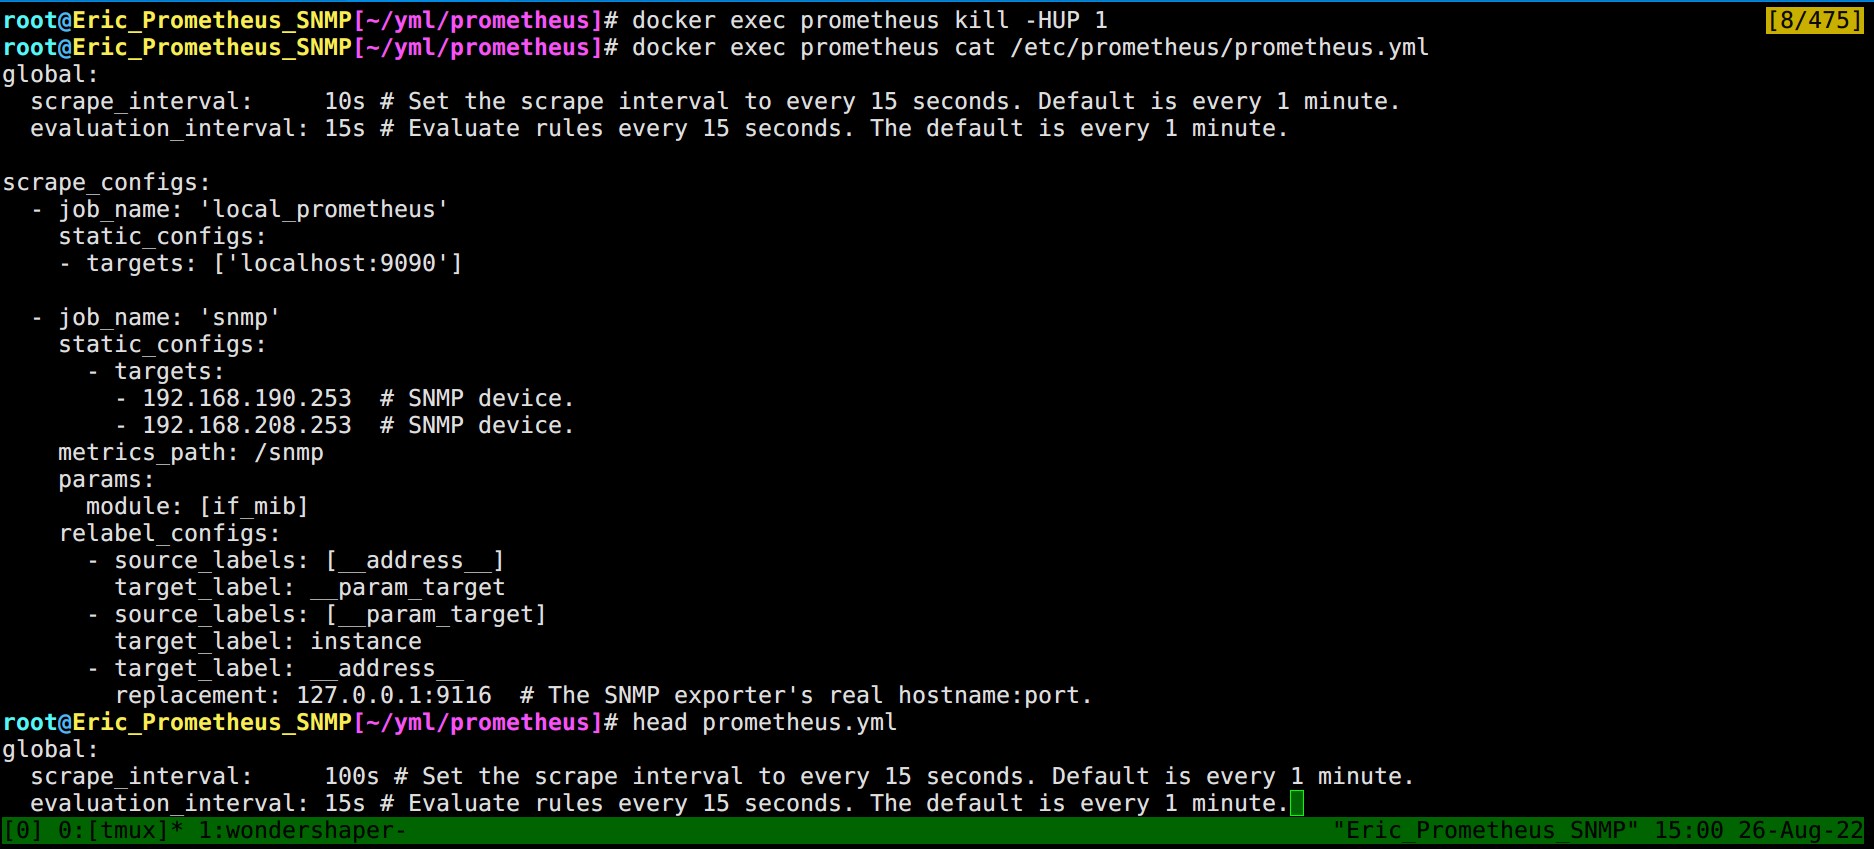 root@Eric_Prometheus_SNMP[~/yml/prometheus]# docker exec prometheus kill -HUP 1 [8/475]
root@Eric_Prometheus_SNMP[~/yml/prometheus]# docker exec prometheus cat /etc/prometheus/prometheus.yml
global:
  scrape_interval:     10s # Set the scrape interval to every 15 seconds. Default is every 1 minute.
  evaluation_interval: 15s # Evaluate rules every 15 seconds. The default is every 1 minute.

scrape_configs:
  - job_name: 'local_prometheus'
    static_configs:
    - targets: ['localhost:9090']

  - job_name: 'snmp'
    static_configs:
      - targets:
        - 192.168.190.253  # SNMP device.
        - 192.168.208.253  # SNMP device.
    metrics_path: /snmp
    params:
      module: [if_mib]
    relabel_configs:
      - source_labels: [__address__]
        target_label: __param_target
      - source_labels: [__param_target]
        target_label: instance
      - target_label: __address__
        replacement: 127.0.0.1:9116  # The SNMP exporter's real hostname:port.
root@Eric_Prometheus_SNMP[~/yml/prometheus]# head prometheus.yml
global:
  scrape_interval:     100s # Set the scrape interval to every 15 seconds. Default is every 1 minute.
  evaluation_interval: 15s # Evaluate rules every 15 seconds. The default is every 1 minute.
[0] 0:[tmux]* 1:wondershaper- "Eric_Prometheus_SNMP" 15:00 26-Aug-22